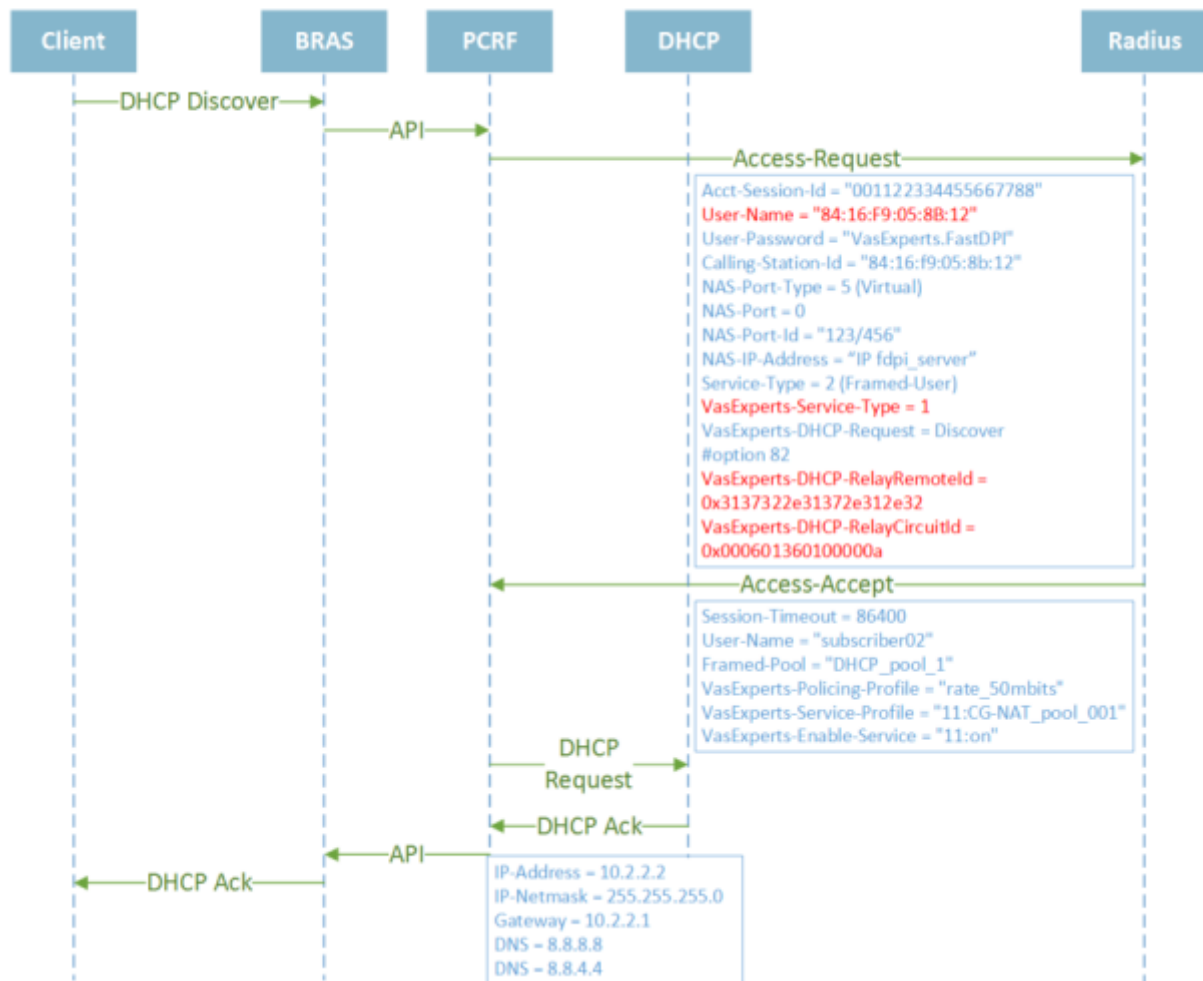 Client
BRAS
PCRF
DHCP
Radius
DHCP Discover
API
Access-Request
Acct-Session-Id = "001122334455667788"
User-Name = "84:16:F9:05:8B:12"
User-Password = "VasExperts.FastDPI"
Calling-Station-Id = "84:16:f9:05:8b:12"
NAS-Port-Type = 5 (Virtual)
NAS-Port = 0
NAS-Port-Id = "123/456"
NAS-IP-Address = “IP fdpi_server”
Service-Type = 2 (Framed-User)
VasExperts-Service-Type = 1
VasExperts-DHCP-Request = Discover
#option 82
VasExperts-DHCP-RelayRemoteId =
0x3137322e31372e312e32
VasExperts-DHCP-RelayCircuitId =
0x000601360100000a
Access-Accept
Session-Timeout = 86400
User-Name = "subscriber02"
Framed-Pool = "DHCP_pool_1"
VasExperts-Policing-Profile = "rate_50mbits"
VasExperts-Service-Profile = "11:CG-NAT_pool_001"
VasExperts-Enable-Service = "11:on"
DHCP
Request
DHCP Ack
API
DHCP Ack
IP-Address = 10.2.2.2
IP-Netmask = 255.255.255.0
Gateway = 10.2.2.1
DNS = 8.8.8.8
DNS = 8.8.4.4